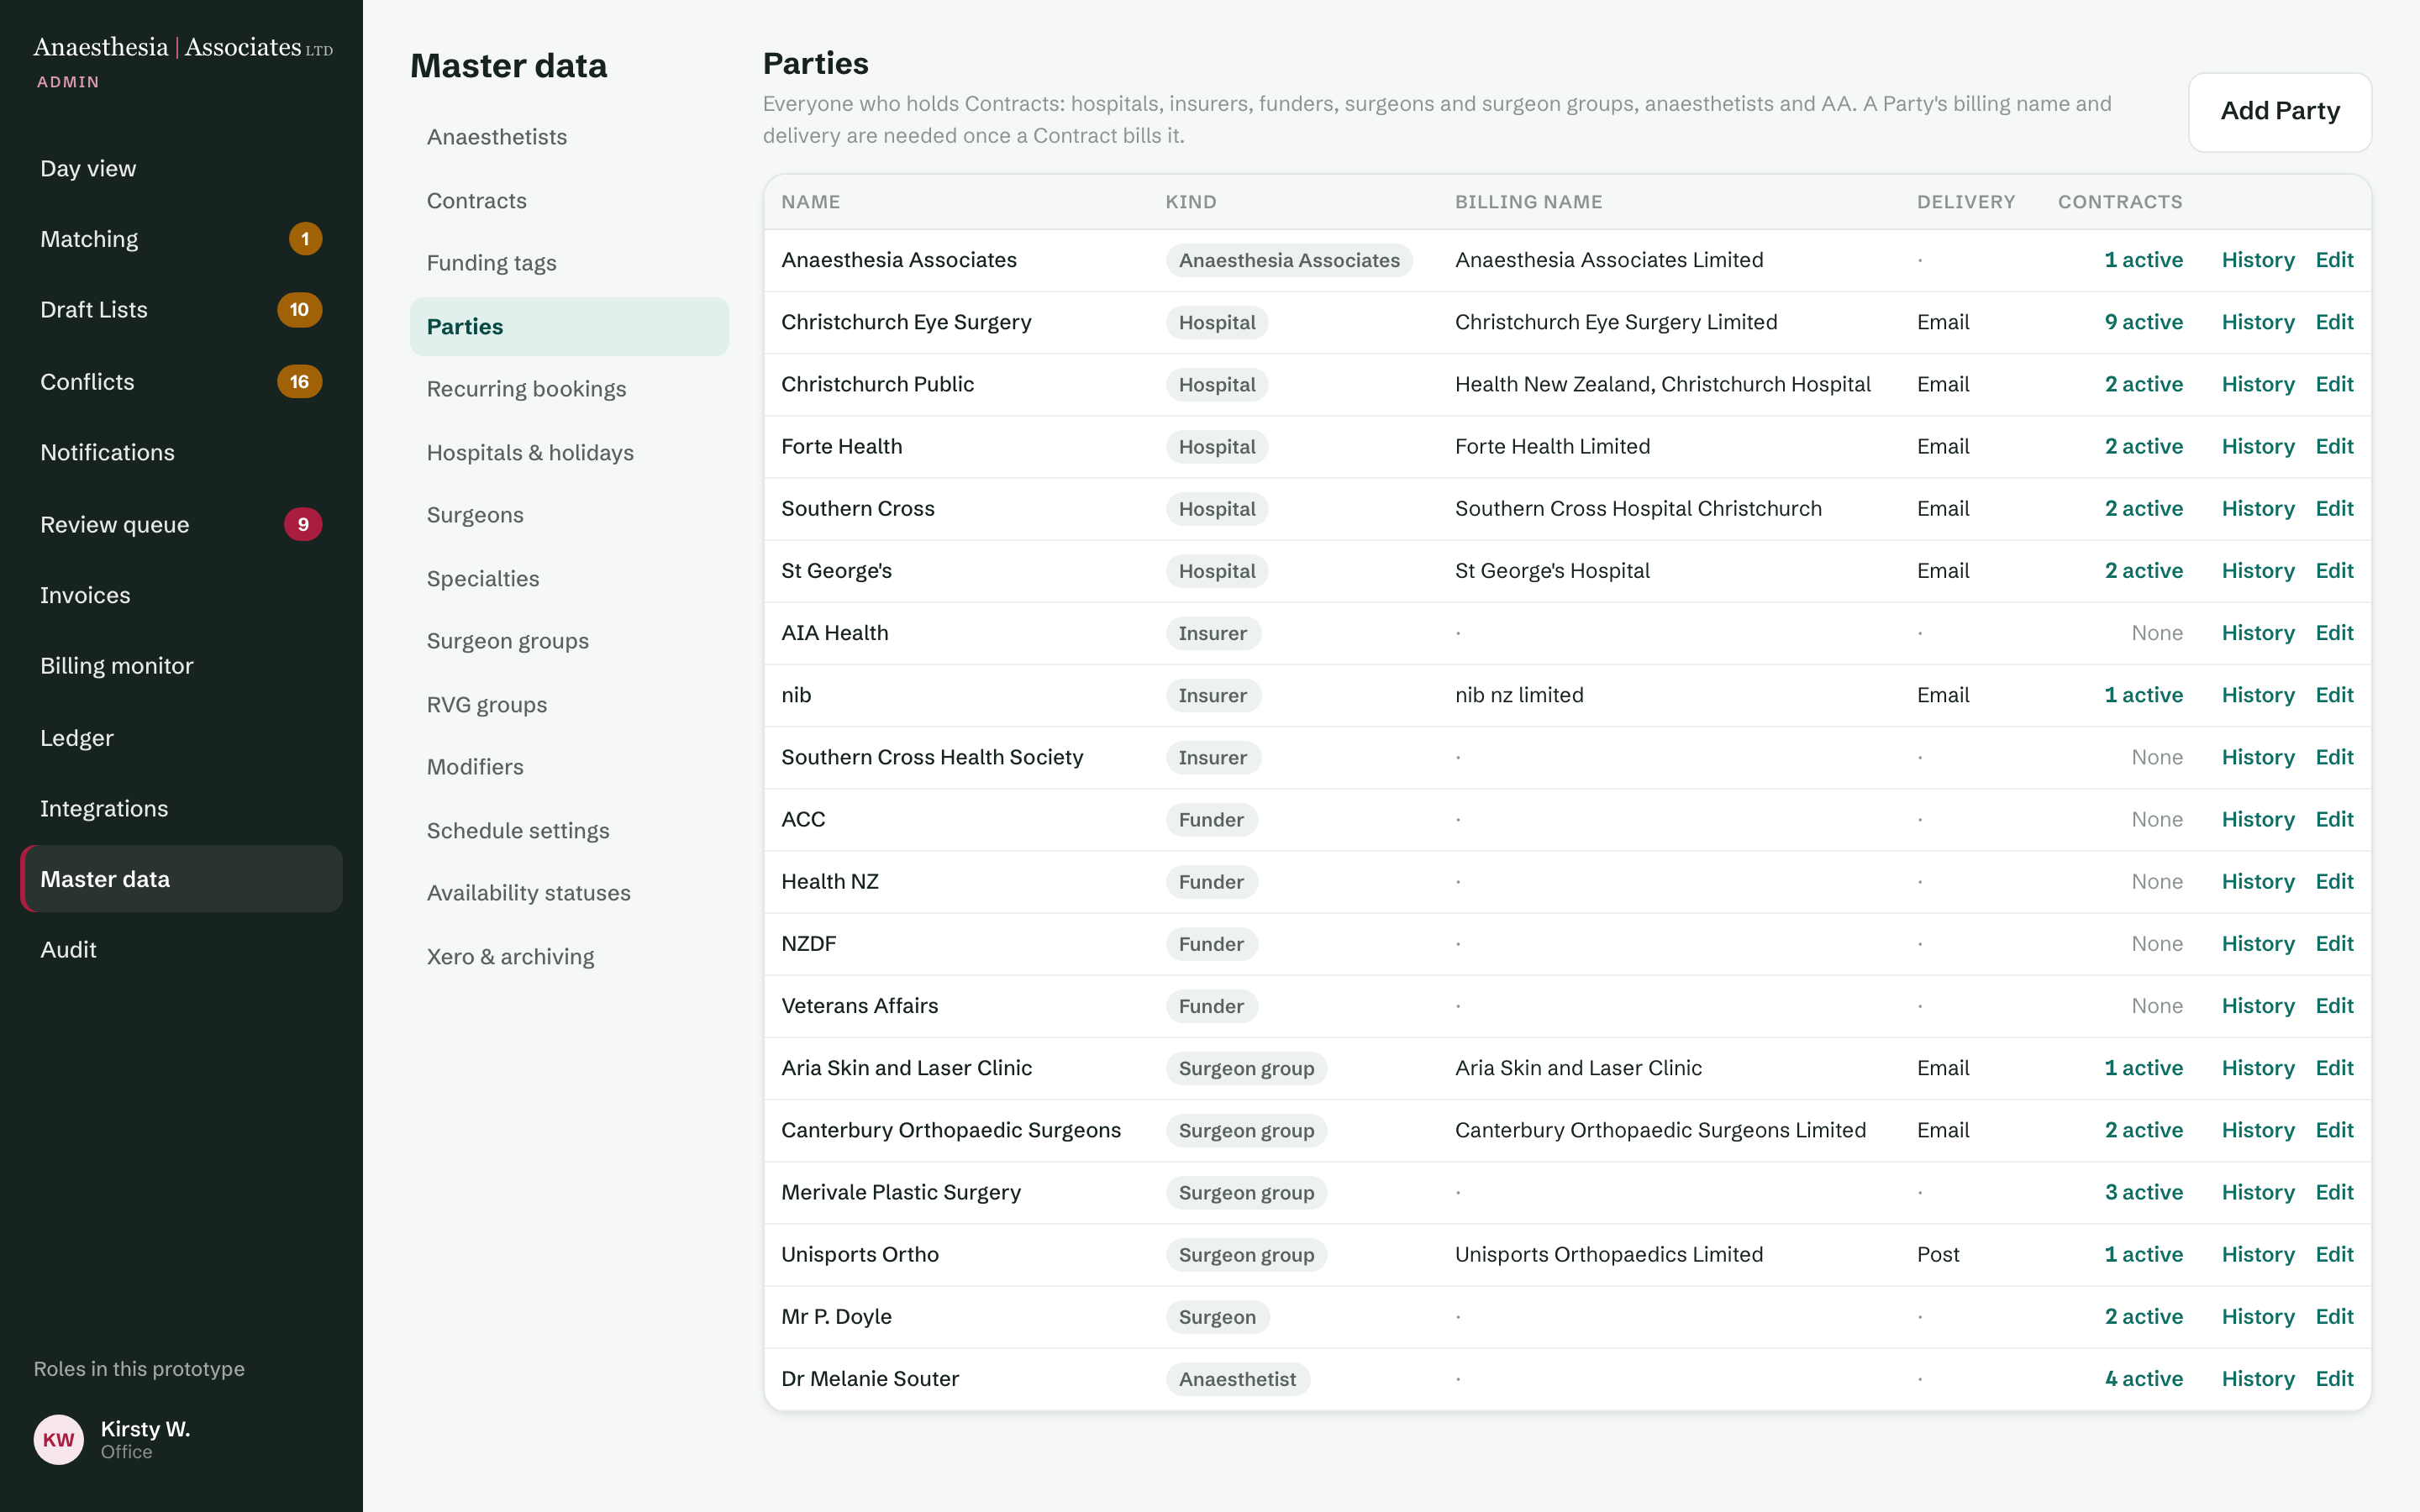 Anaesthesia | Associates LTD
ADMIN
Day view
Matching 1
Draft Lists 10
Conflicts 16
Notifications
Review queue 9
Invoices
Billing monitor
Ledger
Integrations
Master data
Audit
Roles in this prototype
KW
Kirsty W.
Office
Master data
Anaesthetists
Contracts
Funding tags
Parties
Recurring bookings
Hospitals & holidays
Surgeons
Specialties
Surgeon groups
RVG groups
Modifiers
Schedule settings
Availability statuses
Xero & archiving
Parties
Everyone who holds Contracts: hospitals, insurers, funders, surgeons and surgeon groups, anaesthetists and AA. A Party's billing name and
delivery are needed once a Contract bills it.
Add Party
NAME KIND BILLING NAME DELIVERY CONTRACTS
Anaesthesia Associates Anaesthesia Associates Anaesthesia Associates Limited · 1 active History Edit
Christchurch Eye Surgery Hospital Christchurch Eye Surgery Limited Email 9 active History Edit
Christchurch Public Hospital Health New Zealand, Christchurch Hospital Email 2 active History Edit
Forte Health Hospital Forte Health Limited Email 2 active History Edit
Southern Cross Hospital Southern Cross Hospital Christchurch Email 2 active History Edit
St George's Hospital St George's Hospital Email 2 active History Edit
AIA Health Insurer · · None History Edit
nib Insurer nib nz limited Email 1 active History Edit
Southern Cross Health Society Insurer · · None History Edit
ACC Funder · · None History Edit
Health NZ Funder · · None History Edit
NZDF Funder · · None History Edit
Veterans Affairs Funder · · None History Edit
Aria Skin and Laser Clinic Surgeon group Aria Skin and Laser Clinic Email 1 active History Edit
Canterbury Orthopaedic Surgeons Surgeon group Canterbury Orthopaedic Surgeons Limited Email 2 active History Edit
Merivale Plastic Surgery Surgeon group · · 3 active History Edit
Unisports Ortho Surgeon group Unisports Orthopaedics Limited Post 1 active History Edit
Mr P. Doyle Surgeon · · 2 active History Edit
Dr Melanie Souter Anaesthetist · · 4 active History Edit